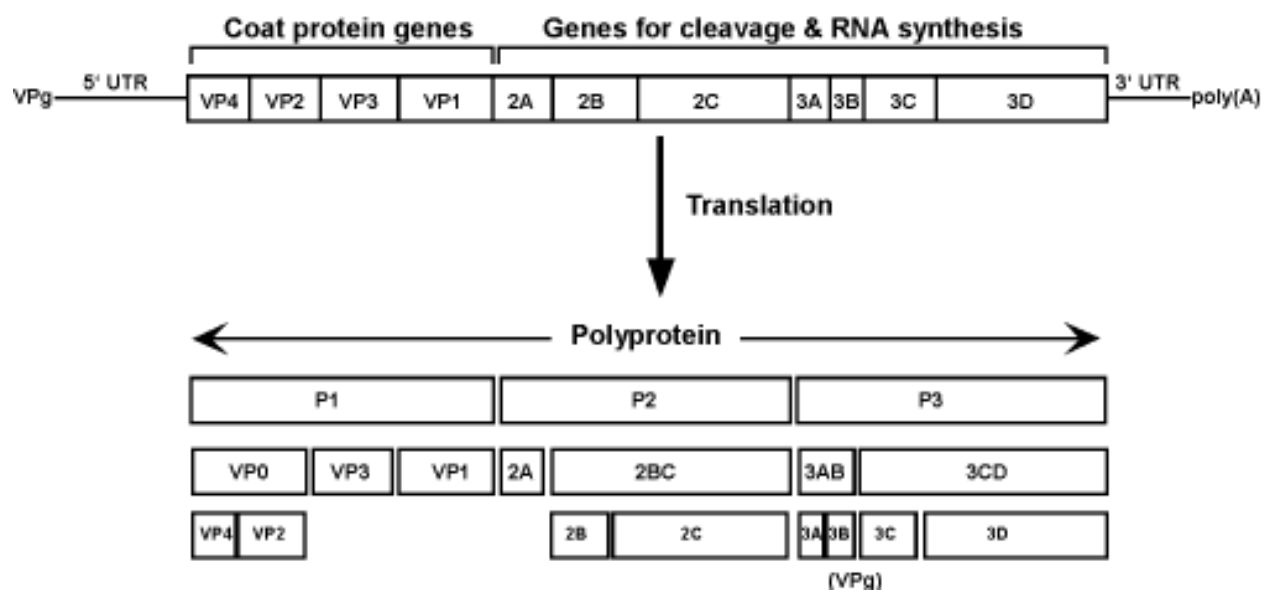 Coat protein genes Genes for cleavage & RNA synthesis
VPg 5' UTR VP4 VP2 VP3 VP1 2A 2B 2C 3A 3B 3C 3D 3' UTR poly(A)
Translation
Polyprotein
P1 P2 P3
VP0 VP3 VP1 2A 2BC 3AB 3CD
VP4 VP2 2B 2C 3A 3B 3C 3D
(VPg)